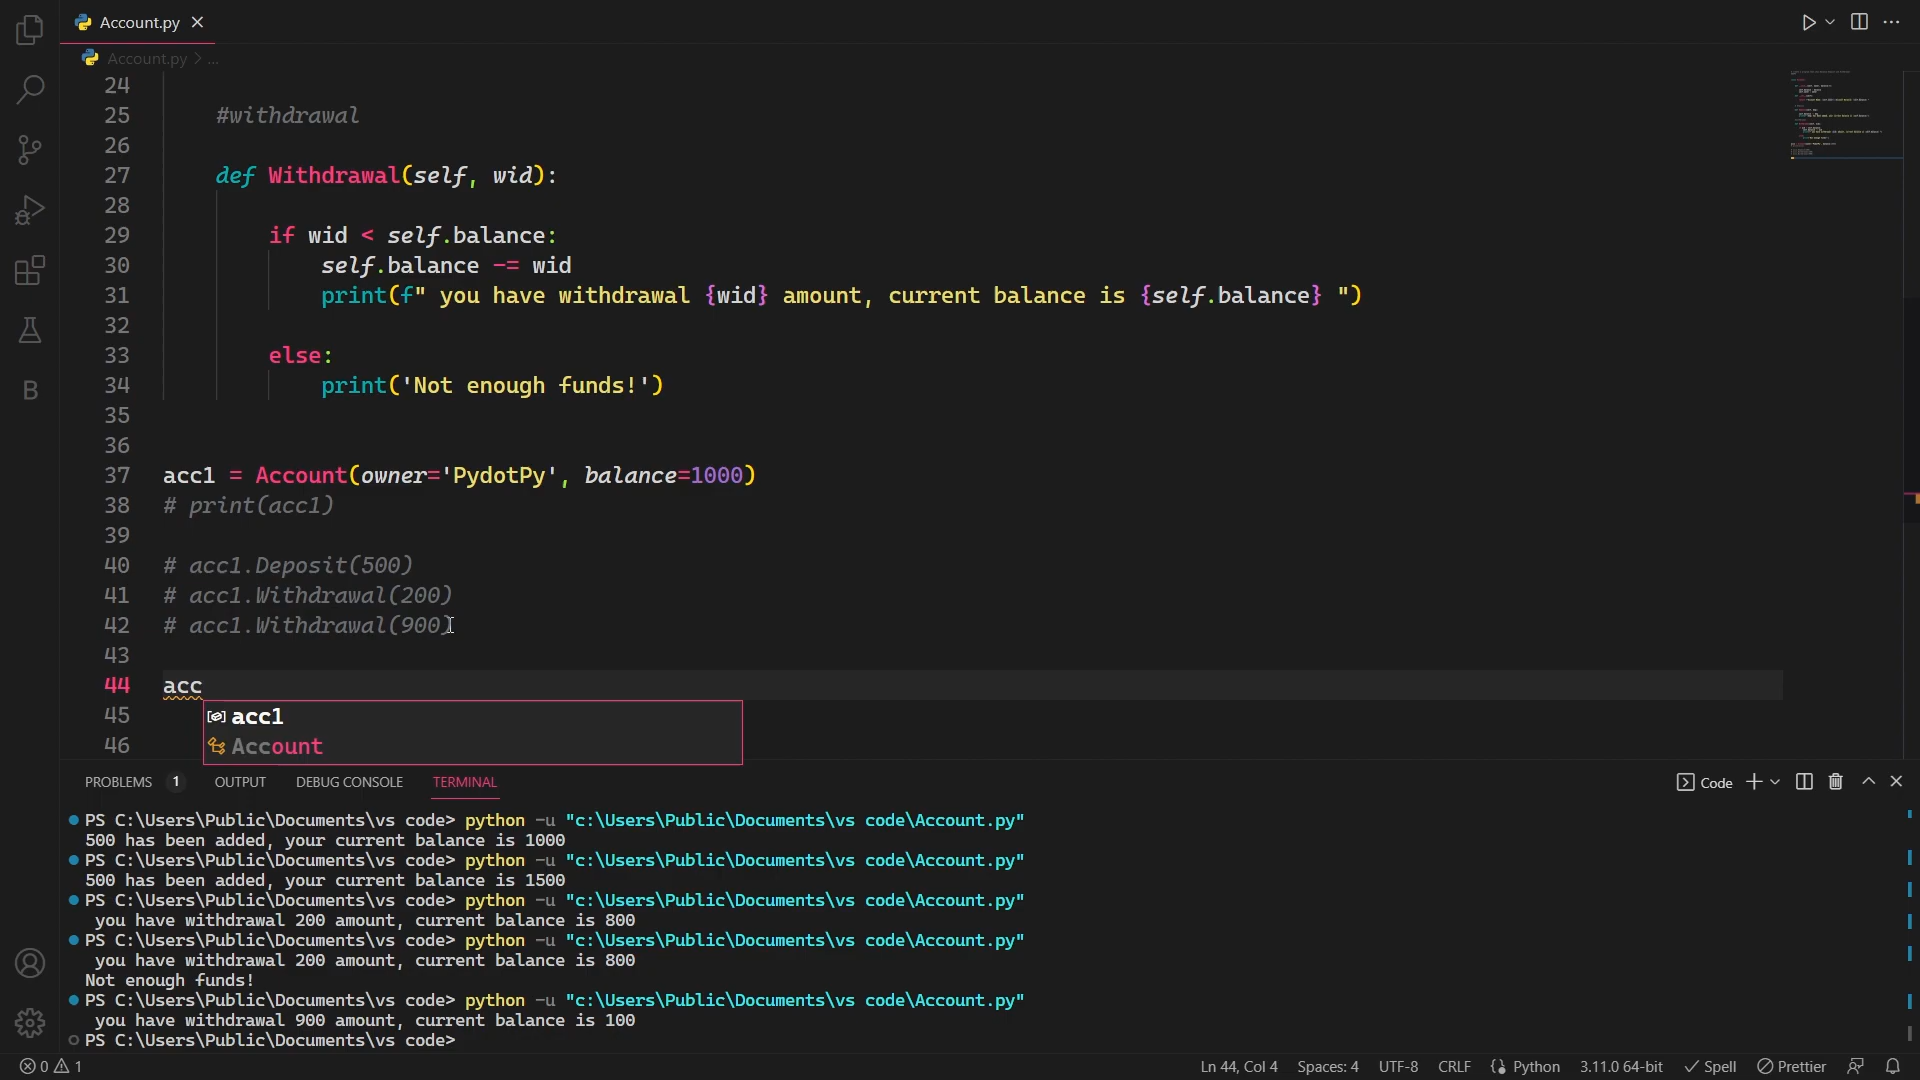 Account.py
Account.py > ...
24
25 #withdrawal
26
27 def Withdrawal(self, wid):
28
29 if wid < self.balance:
30 self.balance -= wid
31 print(f" you have withdrawal {wid} amount, current balance is {self.balance} ")
32
33 else:
34 print('Not enough funds!')
35
36
37 acc1 = Account(owner='PydotPy', balance=1000)
38 # print(acc1)
39
40 # acc1.Deposit(500)
41 # acc1.Withdrawal(200)
42 # acc1.Withdrawal(900)
43
44 acc
45 acc1
46 Account
PROBLEMS 1 OUTPUT DEBUG CONSOLE TERMINAL Code
PS C:\Users\Public\Documents\vs code> python -u "c:\Users\Public\Documents\vs code\Account.py"
500 has been added, your current balance is 1000
PS C:\Users\Public\Documents\vs code> python -u "c:\Users\Public\Documents\vs code\Account.py"
500 has been added, your current balance is 1500
PS C:\Users\Public\Documents\vs code> python -u "c:\Users\Public\Documents\vs code\Account.py"
you have withdrawal 200 amount, current balance is 800
PS C:\Users\Public\Documents\vs code> python -u "c:\Users\Public\Documents\vs code\Account.py"
you have withdrawal 200 amount, current balance is 800
Not enough funds!
PS C:\Users\Public\Documents\vs code> python -u "c:\Users\Public\Documents\vs code\Account.py"
you have withdrawal 900 amount, current balance is 100
PS C:\Users\Public\Documents\vs code>
0 1 Ln 44, Col 4 Spaces: 4 UTF-8 CRLF Python 3.11.0 64-bit Spell Prettier